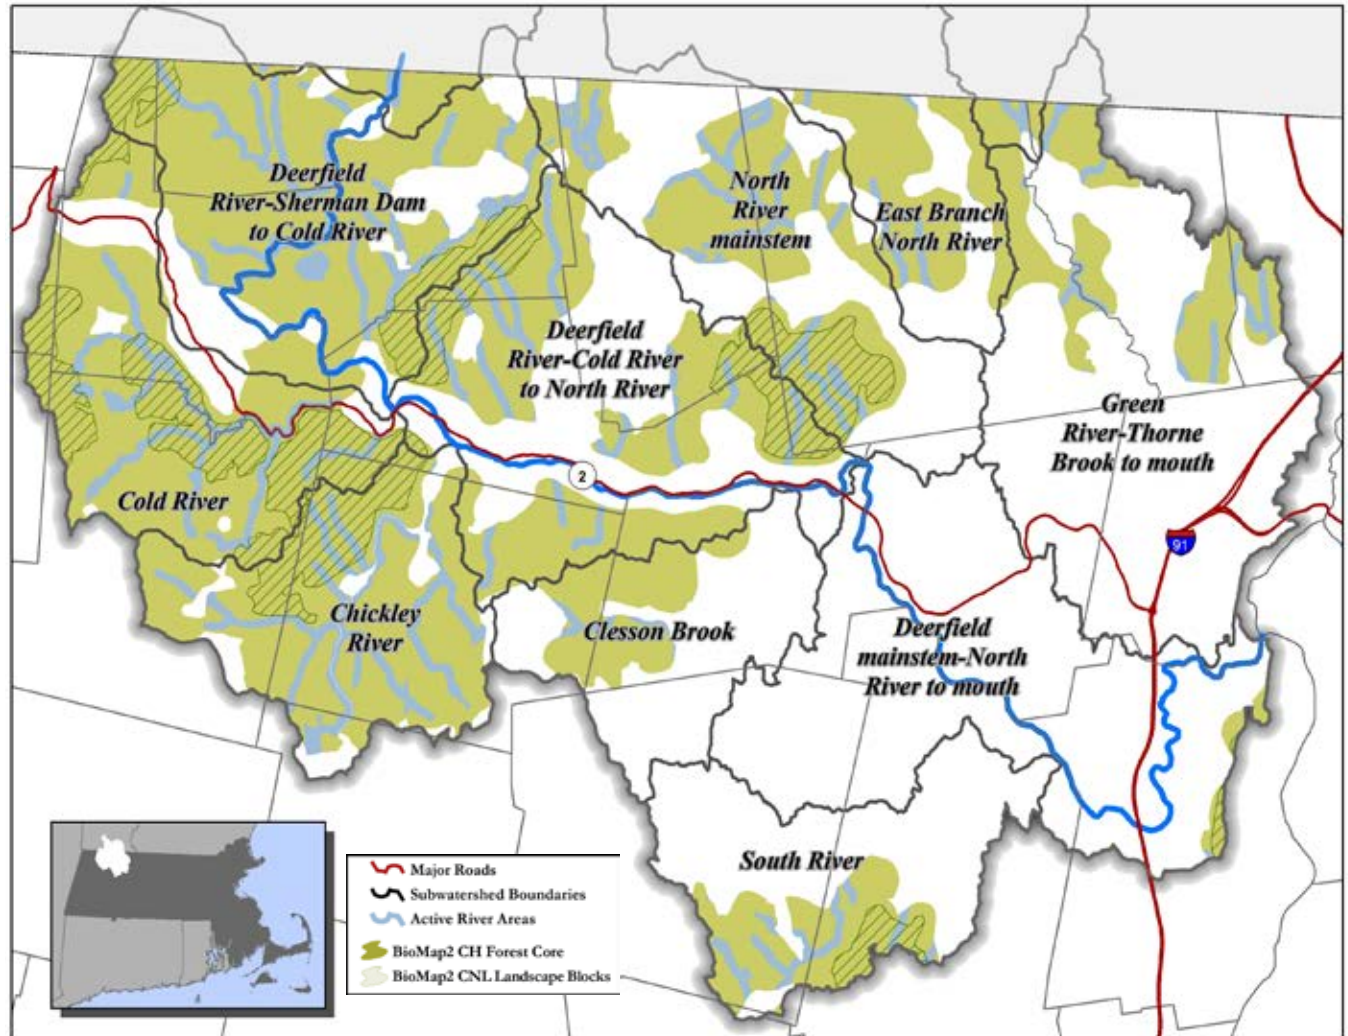 Deerfield
River-Sherman Dam
to Cold River
North
River
mainstem
East Branch
North River
Deerfield
River-Cold River
to North River
Green
River-Thorne
Brook to mouth
Cold River
2
91
Chickley
River
Clesson Brook
Deerfield
mainstem-North
River to mouth
South River
Major Roads
Subwatershed Boundaries
Active River Areas
BioMap2 CH Forest Core
BioMap2 CNL Landscape Blocks